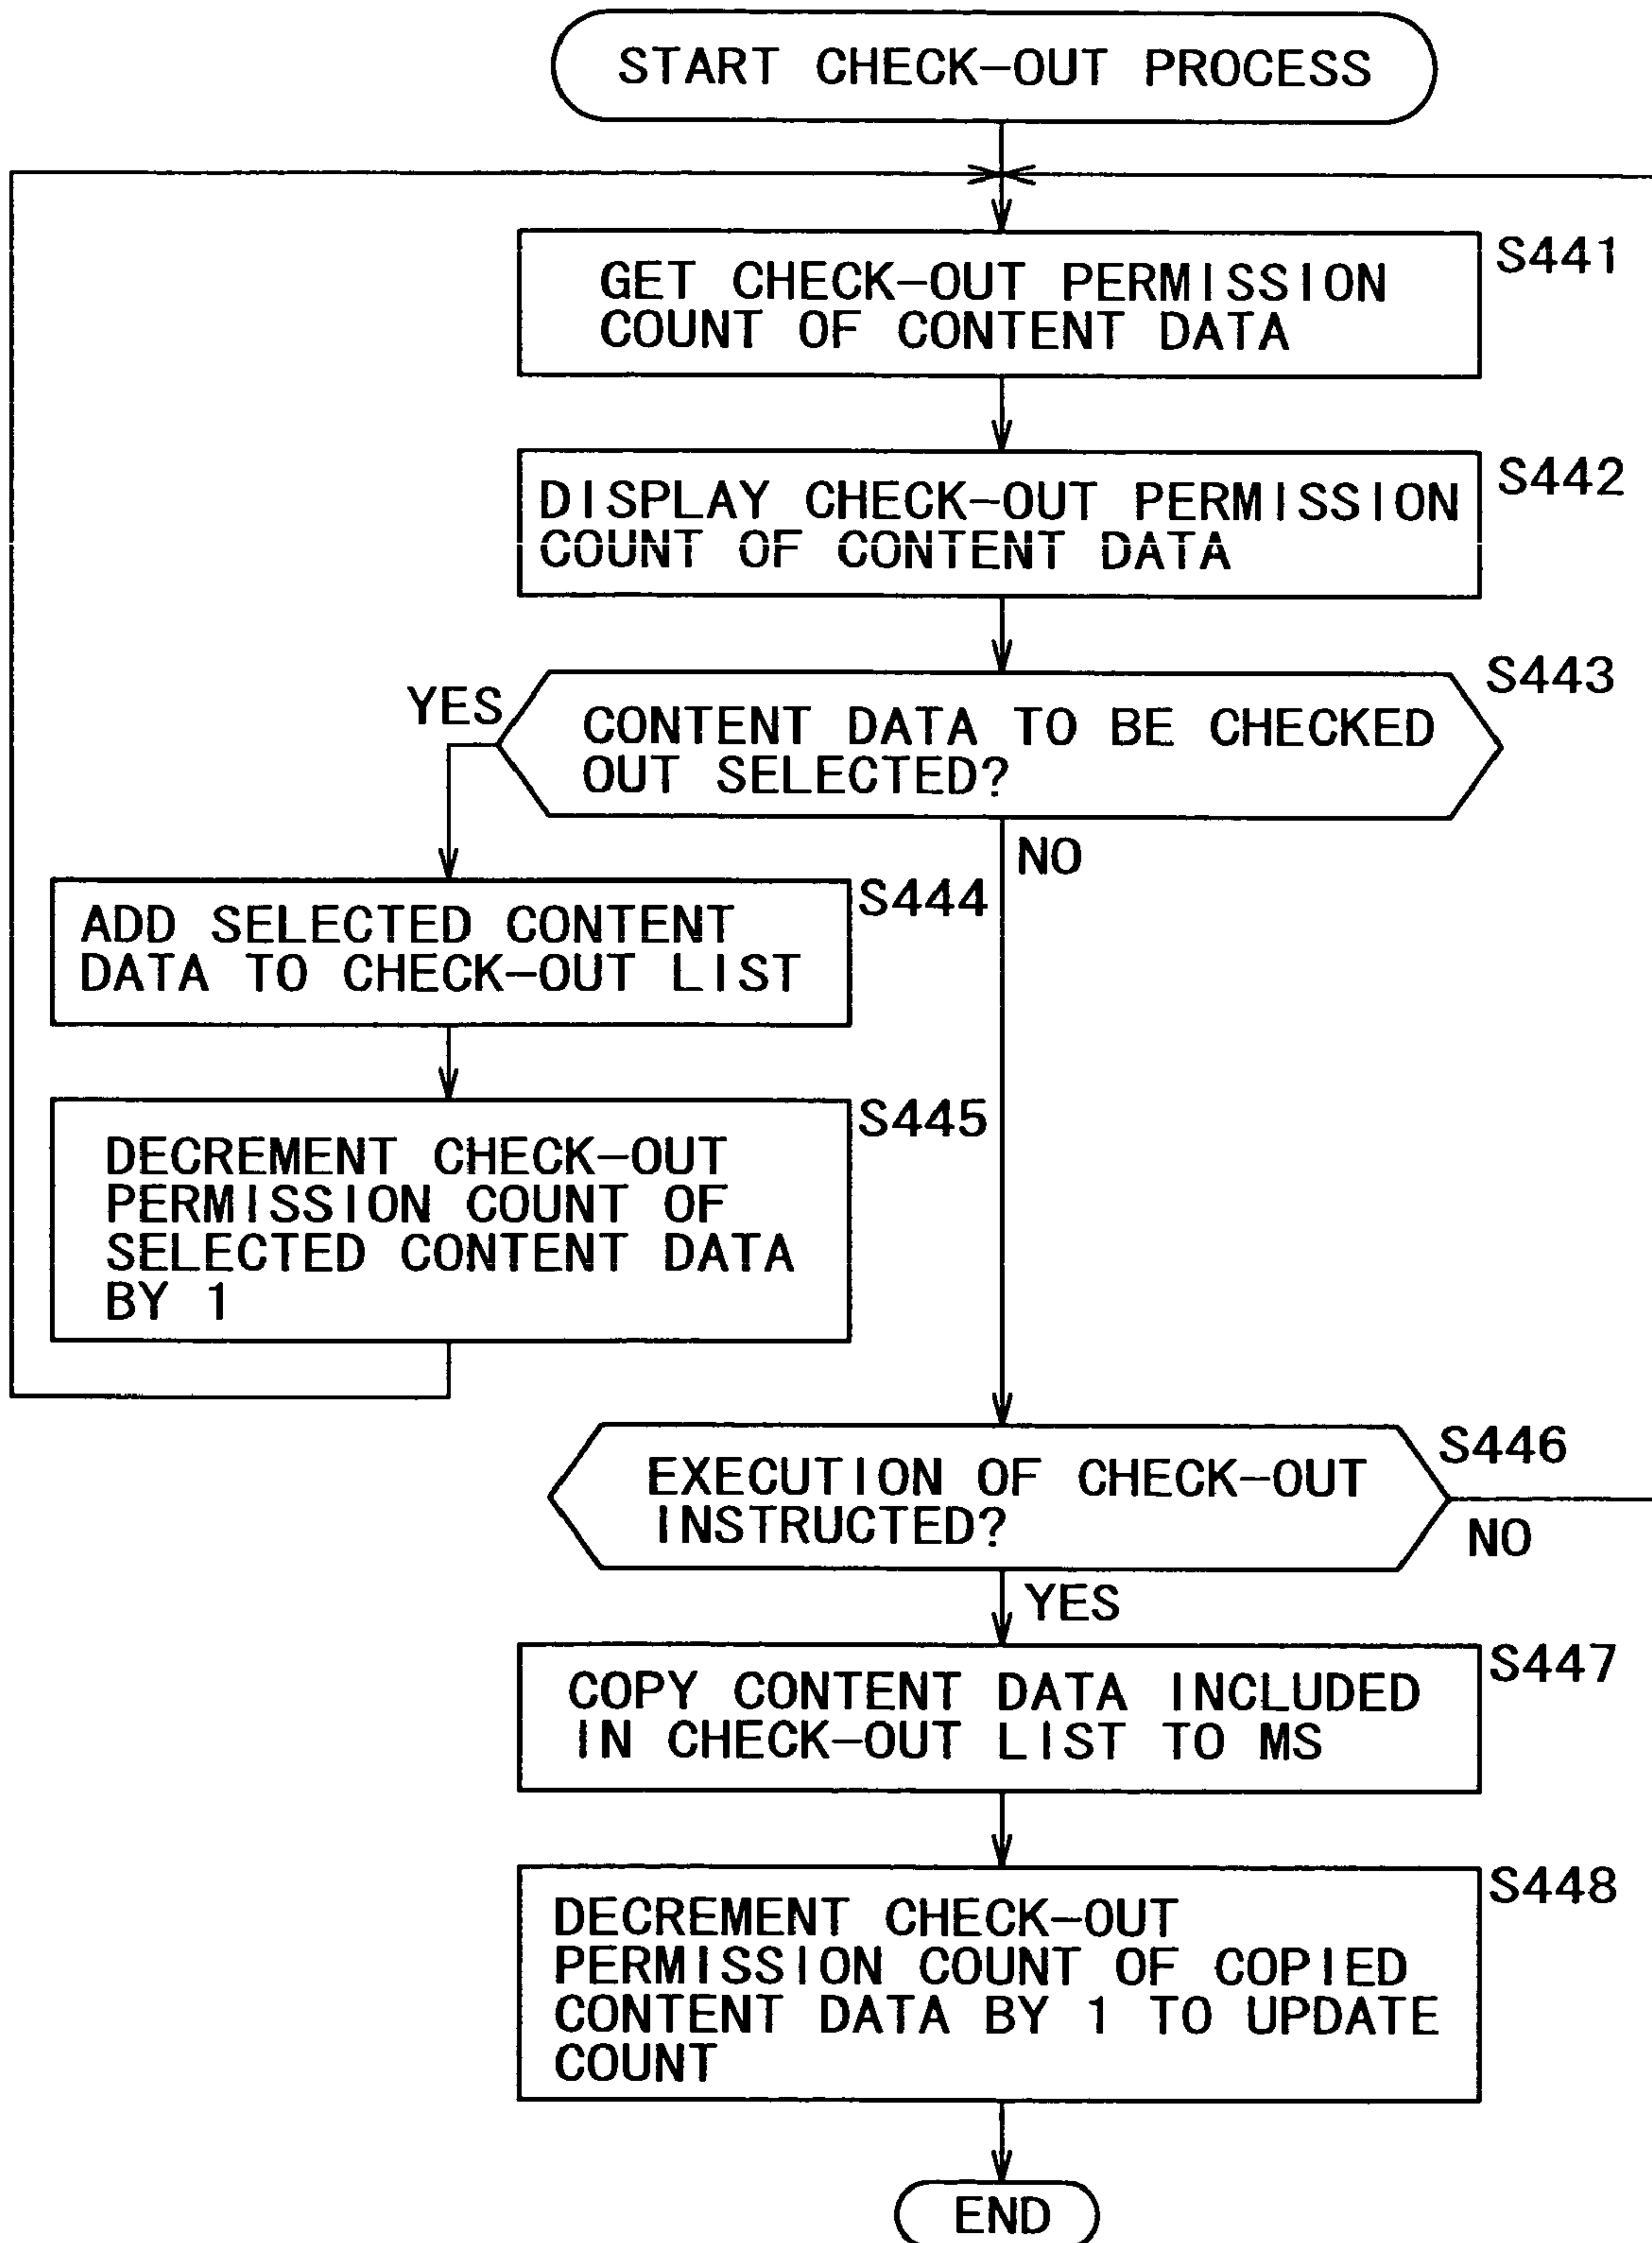 START CHECK-OUT PROCESS
S441
GET CHECK-OUT PERMISSION
COUNT OF CONTENT DATA
S442
DISPLAY CHECK-OUT PERMISSION
COUNT OF CONTENT DATA
S443
YES
CONTENT DATA TO BE CHECKED
OUT SELECTED?
NO
S444
ADD SELECTED CONTENT
DATA TO CHECK-OUT LIST
S445
DECREMENT CHECK-OUT
PERMISSION COUNT OF
SELECTED CONTENT DATA
BY 1
S446
EXECUTION OF CHECK-OUT
INSTRUCTED?
NO
YES
S447
COPY CONTENT DATA INCLUDED
IN CHECK-OUT LIST TO MS
S448
DECREMENT CHECK-OUT
PERMISSION COUNT OF COPIED
CONTENT DATA BY 1 TO UPDATE
COUNT
END